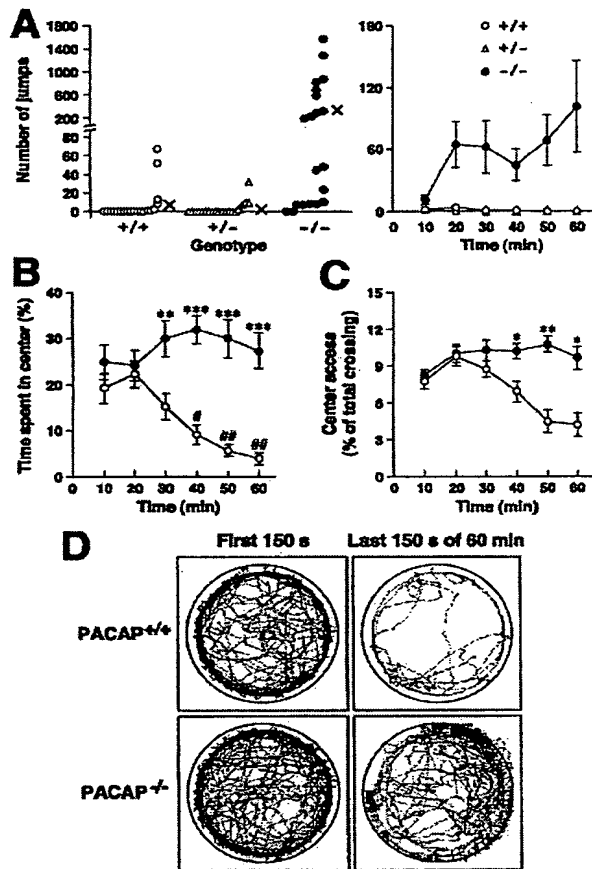 A
Number of jumps
1800
1400
1000
600
200
80
60
40
20
0
+/+
+/-
-/-
Genotype
180
120
60
0
+/+
+/-
-/-
0 10 20 30 40 50 60
Time (min)
B
Time spent in center (%)
40
30
20
10
0
** *** *** ***
# ## ##
0 10 20 30 40 50 60
Time (min)
C
Center access
(% of total crossing)
15
12
9
6
3
0
* ** *
0 10 20 30 40 50 60
Time (min)
D
First 150 s
Last 150 s of 60 min
PACAP+/+
PACAP-/-